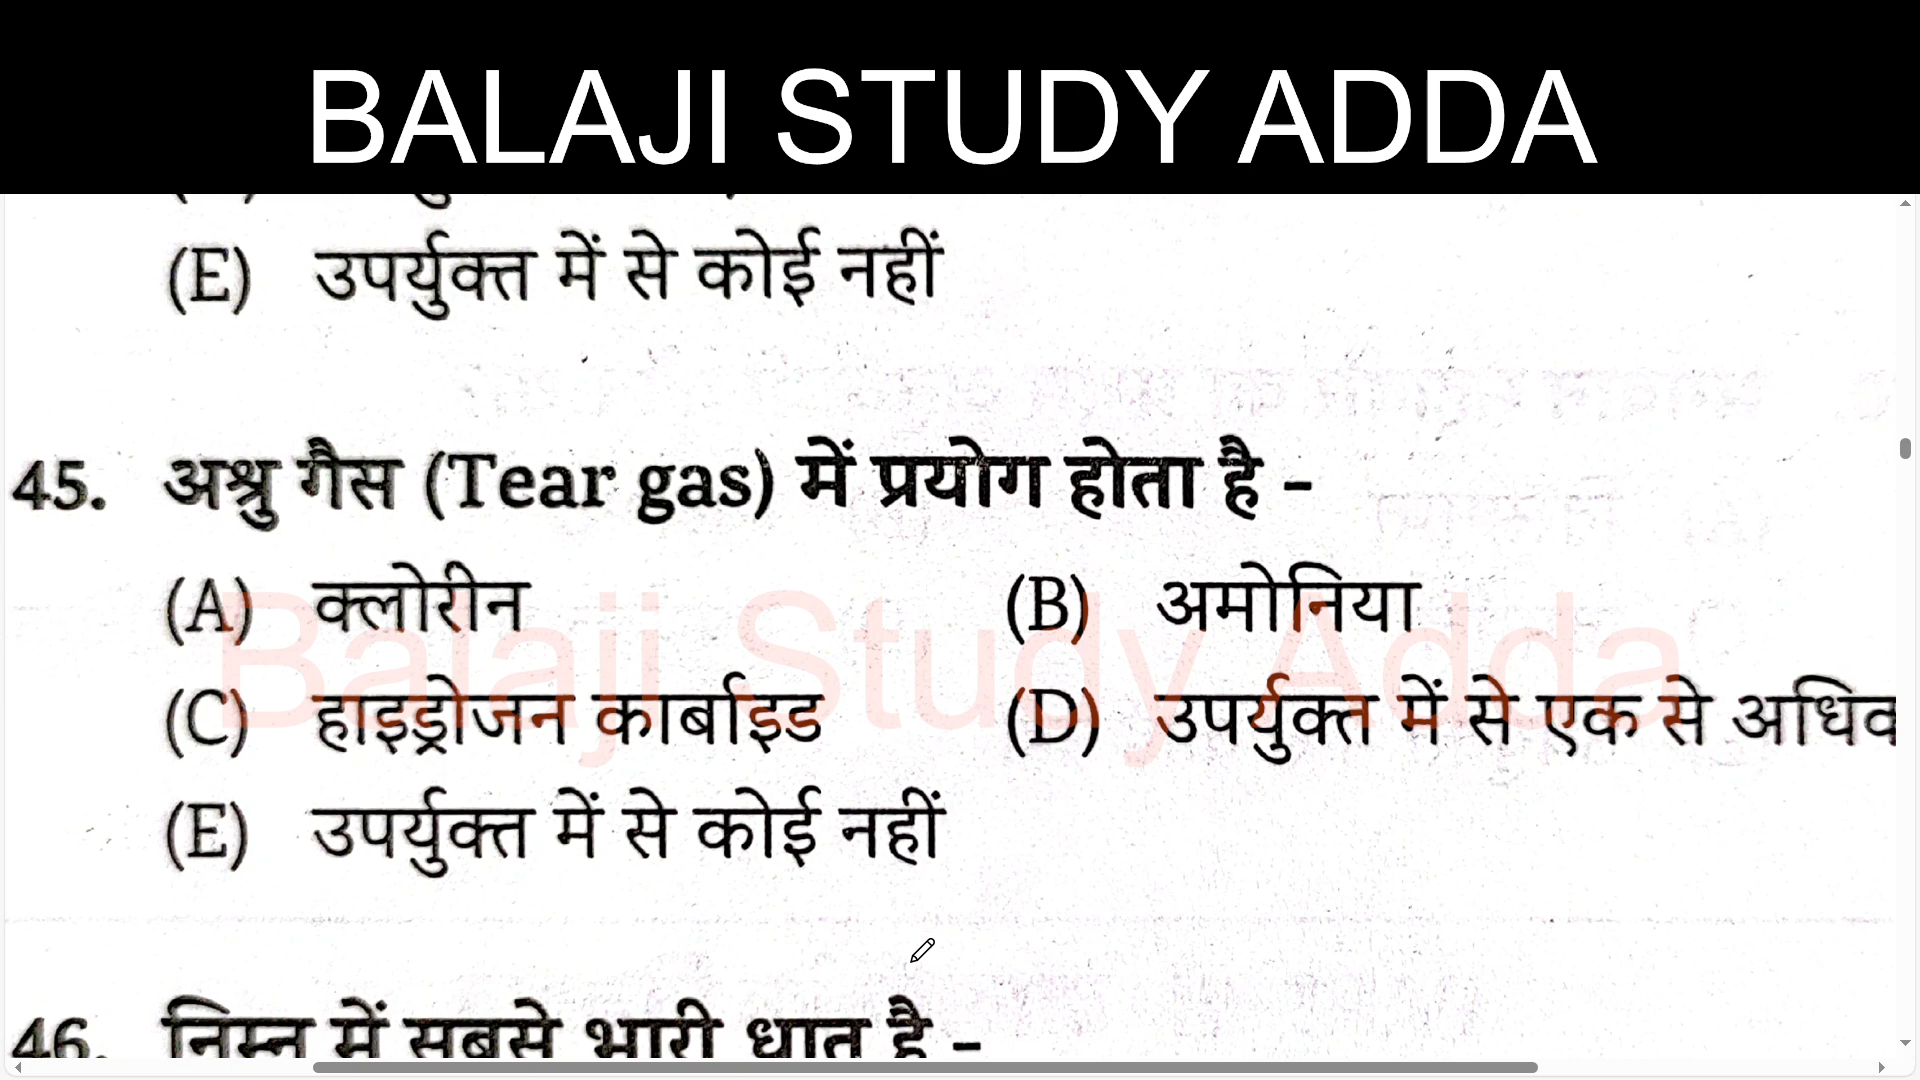 BALAJI STUDY ADDA
(E) उपर्युक्त में से कोई नहीं
45. अश्रु गैस (Tear gas) में प्रयोग होता है –
(A) क्लोरीन (B) अमोनिया
Balaji Study Adda
(C) हाइड्रोजन कार्बाइड (D) उपर्युक्त में से एक से अधिक
(E) उपर्युक्त में से कोई नहीं
46. निम्न में सबसे भारी धातु है –